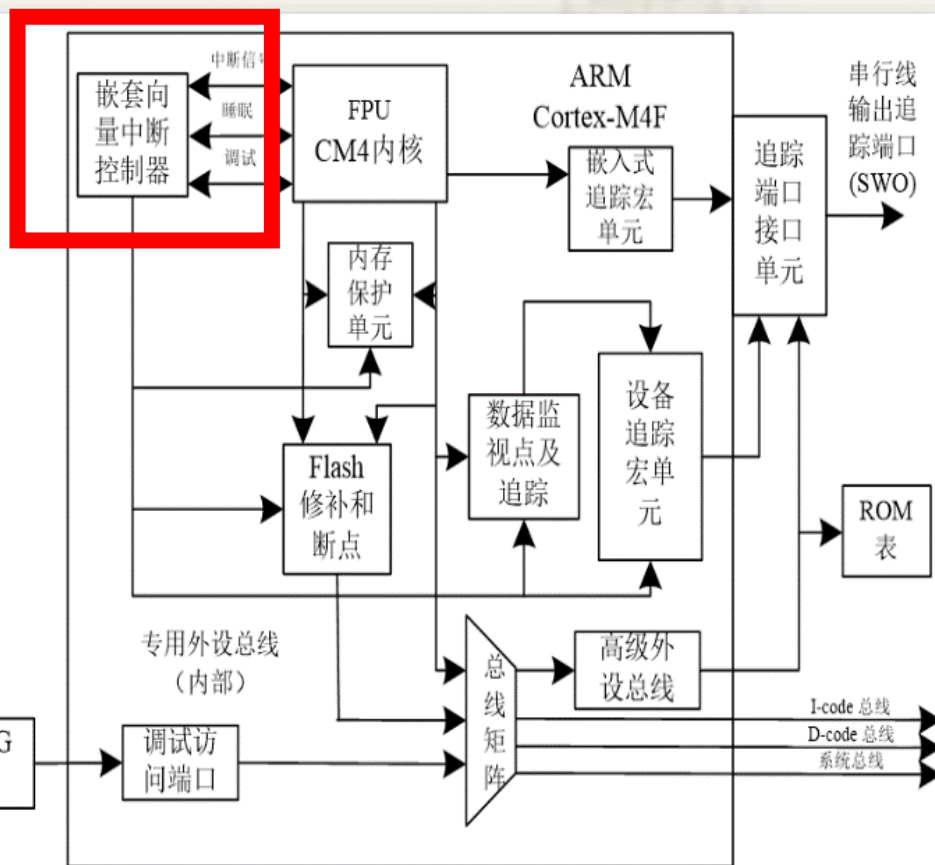 嵌套向
量中断
控制器
中断信号
睡眠
调试
FPU
CM4内核
ARM
Cortex-M4F
嵌入式
追踪宏
单元
追踪
端口
接口
单元
串行线
输出追
踪端口
(SWO)
内存
保护
单元
数据监
视点及
追踪
设备
追踪
宏单
元
Flash
修补和
断点
ROM
表
专用外设总线
（内部）
总
线
矩
阵
高级外
设总线
I-code 总线
D-code 总线
系统总线
G
调试访
问端口